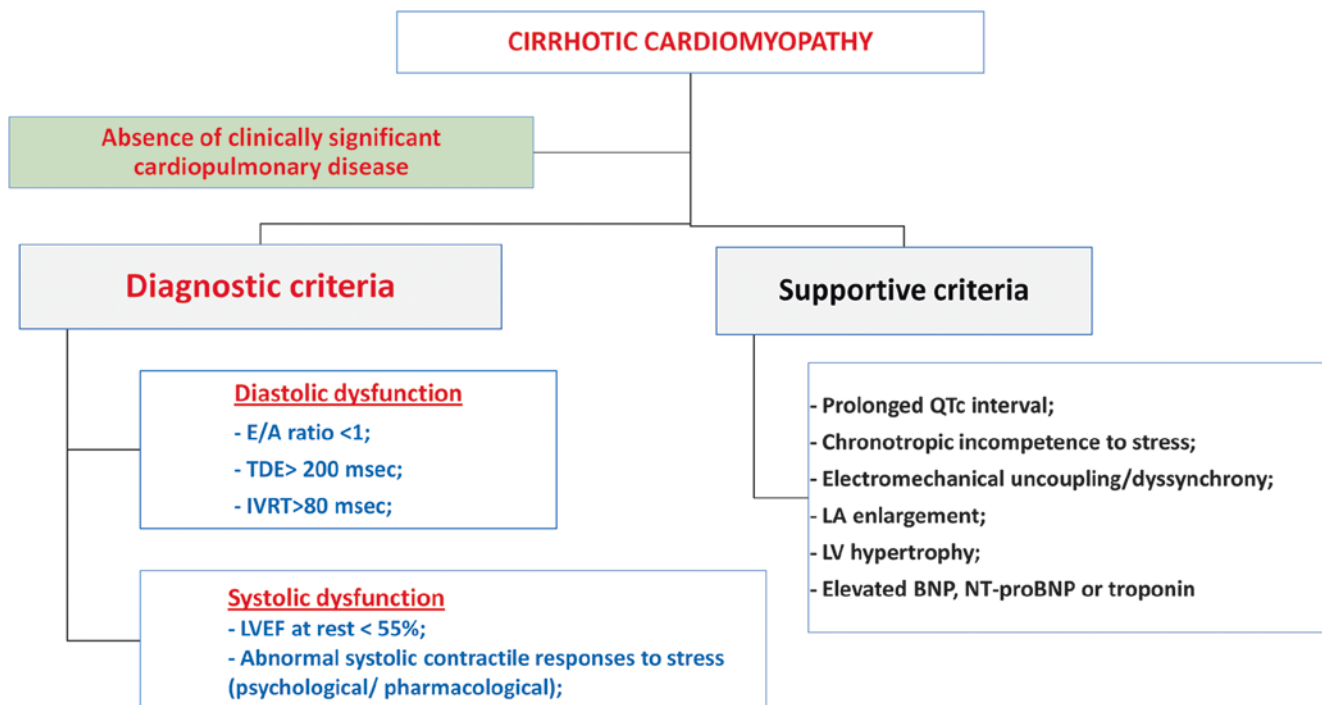 CIRRHOTIC CARDIOMYOPATHY
Absence of clinically significant
cardiopulmonary disease
Diagnostic criteria
Diastolic dysfunction
- E/A ratio <1;
- TDE> 200 msec;
- IVRT>80 msec;
Systolic dysfunction
- LVEF at rest < 55%;
- Abnormal systolic contractile responses to stress
(psychological/ pharmacological);
Supportive criteria
- Prolonged QTc interval;
- Chronotropic incompetence to stress;
- Electromechanical uncoupling/dyssynchrony;
- LA enlargement;
- LV hypertrophy;
- Elevated BNP, NT-proBNP or troponin